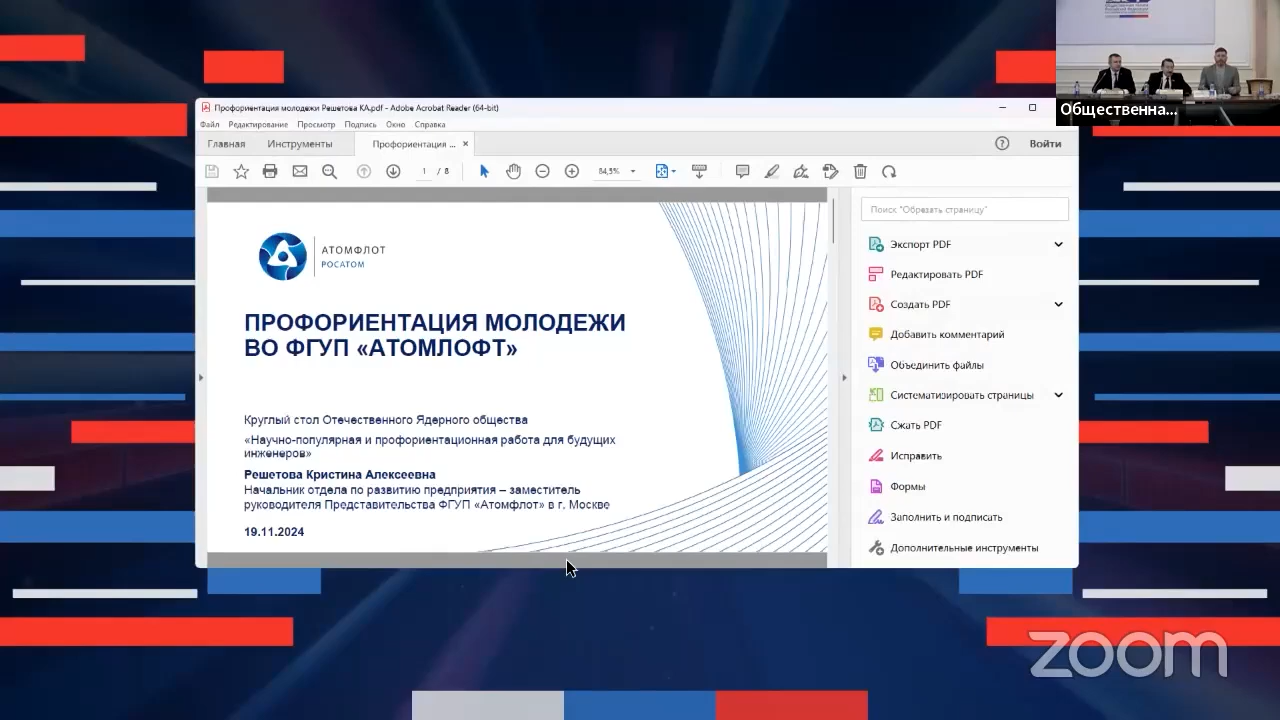 Общественна...
Профориентация молодежи Решетова КА.pdf - Adobe Acrobat Reader (64-bit)
Файл Редактирование Просмотр Подпись Окно Справка
Главная Инструменты Профориентация ... × Войти
1 / 8 84,5%
Поиск "Обрезать страницу"
АТОМФЛОТ
РОСАТОМ
ПРОФОРИЕНТАЦИЯ МОЛОДЕЖИ
ВО ФГУП «АТОМЛОФТ»
Круглый стол Отечественного Ядерного общества
«Научно-популярная и профориентационная работа для будущих
инженеров»
Решетова Кристина Алексеевна
Начальник отдела по развитию предприятия – заместитель
руководителя Представительства ФГУП «Атомфлот» в г. Москве
19.11.2024
Экспорт PDF
Редактировать PDF
Создать PDF
Добавить комментарий
Объединить файлы
Систематизировать страницы
Сжать PDF
Исправить
Формы
Заполнить и подписать
Дополнительные инструменты
zoom